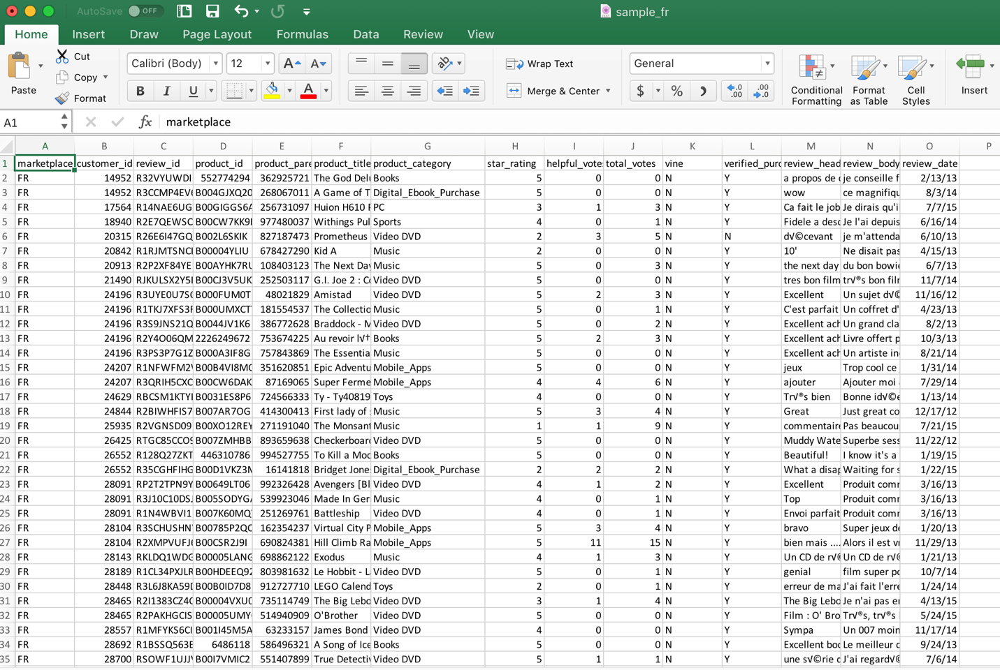 AutoSave OFF sample_fr
Home Insert Draw Page Layout Formulas Data Review View
Cut
Calibri (Body) 12 Wrap Text General
Copy
Paste Format B I U A Merge & Center $ % Conditional Formatting Format as Table Cell Styles Insert
A1 fx marketplace
A B C D E F G H I J K L M N O P
1 marketplace customer_id review_id product_id product_pare product_title product_category star_rating helpful_votes total_votes vine verified_purc review_head review_body review_date
2 FR 14952 R32VYUWDI 552774294 362925721 The God Del Books 5 0 0 N Y a propos de je conseille f 2/13/13
3 FR 14952 R3CCMP4EV B004GJXQ20 268067011 A Game of T Digital_Ebook_Purchase 5 0 0 N Y wow ce magnifiqu 8/3/14
4 FR 17564 R14NAE6UG B00GIGGS6A 256731097 Huion H610 PC 3 1 3 N Y Ca fait le job Je dirais qu'i 7/7/15
5 FR 18940 R2E7QEWSC B00CW7KK9 977480037 Withings Pul Sports 4 0 1 N Y Fidele a desc Je l'ai depuis 6/16/14
6 FR 20315 R26E6I47GQ B002L6SKIK 827187473 Prometheus Video DVD 2 3 5 N N d√©cevant je m'attenda 6/10/13
7 FR 20842 R1RJMTSNC B00004YLIU 678427290 Kid A Music 2 0 0 N Y 10' Ne disait pas 4/15/13
8 FR 20913 R2P2XF84YE B00AYHK7RU 108403123 The Next Day Music 5 0 3 N Y the next day du bon bowie 6/7/13
9 FR 21490 RJKULSX2Y5 B00CJ3V5UK 252503117 G.I. Joe 2 : C Video DVD 5 0 0 N Y tres bon film tr√®s bon fil 11/7/14
10 FR 24196 R3UYE0U7S B000FUM0T 48021829 Amistad Video DVD 5 2 3 N Y Excellent Un sujet d√© 11/16/12
11 FR 24196 R1TKJ7XFS3 B000UMXCT 181554537 The Collectio Music 5 0 1 N Y C'est parfait Un coffret d' 4/23/13
12 FR 24196 R3S9JNS21Q B0044JV1K6 386772628 Braddock - M Video DVD 5 0 2 N Y Excellent ach Un grand cla 8/2/13
13 FR 24196 R2Y4O06QM 2226249672 753674225 Au revoir l√† Books 5 2 3 N Y Excellent ach Livre offert p 10/3/13
14 FR 24196 R3PS3P7G1Z B000A3IF8G 757843869 The Essentia Music 5 0 0 N Y Excellent ach Un artiste in 8/21/14
15 FR 24207 R1NFWFM2 B00B4VI8M 351620851 Epic Adventu Mobile_Apps 5 0 0 N Y jeux Trop cool ce 1/31/14
16 FR 24207 R3QRIH5CXC B00CW6DAK 87169065 Super Ferme Mobile_Apps 4 4 6 N Y ajouter Ajouter moi 7/29/14
17 FR 24629 RBCSM1KTY B0031ES8P6 724566333 Ty - Ty40819 Toys 4 0 0 N Y Tr√®s bien Bonne id√©e 1/13/14
18 FR 24844 R2BIWHFIS7 B007AR7OG 414300413 First lady of Music 5 3 4 N Y Great Just great co 12/17/12
19 FR 25935 R2VGNSD09 B00XO12REY 271191040 The Monsant Music 1 1 9 N Y commentaire Pas beaucou 7/21/15
20 FR 26425 RTGC85CCO B007ZMHBB 893659638 Checkerboard Video DVD 5 0 0 N Y Muddy Wate Superbe sess 11/22/12
21 FR 26552 R128Q27ZKT 446310786 994527755 To Kill a Moc Books 5 0 0 N Y Beautiful! I know it's a 1/19/15
22 FR 26552 R35CGHFIHG B00D1VKZ3 16141818 Bridget Jone Digital_Ebook_Purchase 2 2 2 N Y What a disap Waiting for s 1/22/15
23 FR 28091 RP2T2TPN9Y B00649LT06 992326428 Avengers [Bl Video DVD 4 1 2 N Y Excellent Produit com 3/16/13
24 FR 28091 R3J10C10DS B005SODYG 539923046 Made In Ger Music 4 0 1 N Y Top Produit com 3/16/13
25 FR 28091 R1N4WBVI1 B007K60MQ 251269761 Battleship Video DVD 4 0 1 N Y Envoi parfait Produit com 3/16/13
26 FR 28104 R3SCHUSHN B00785P2QC 162354237 Virtual City P Mobile_Apps 5 3 4 N Y bravo Super jeux de 1/20/13
27 FR 28104 R2XMPVUFJ B00CSR2J9I 690824381 Hill Climb Ra Mobile_Apps 5 11 15 N Y bien mais .... Alors il est v 11/29/13
28 FR 28143 RKLDQ1WDG B00005LANG 698862122 Exodus Music 4 1 3 N Y Un CD de r√© Un CD de r√© 1/21/13
29 FR 28189 R1CL34PXJLR B00HDEEQ92 803981632 Le Hobbit - L Video DVD 5 0 1 N Y genial film super po 10/7/14
30 FR 28448 R3L6J8KA59 B00B0ID7D8 912727710 LEGO Calend Toys 2 0 1 N Y erreur de ma J'ai fait l'erre 1/24/14
31 FR 28465 R2I1383CZ4 B00004VXU 735114749 The Big Lebo Video DVD 3 1 4 N Y The Big Lebo Je n'ai pas e 4/13/15
32 FR 28465 R2PAKHGCIS B00005UMY 514940909 O'Brother Video DVD 5 0 0 N Y Film : O' Bro Tr√®s, tr√®s 5/24/15
33 FR 28557 R1MFYKS6C B001I45M5A 63233157 James Bond Video DVD 4 0 0 N Y Sympa Un 007 moin 11/17/14
34 FR 28692 R1BSSQ563E 6486118 586496321 A Song of Ice Books 5 0 0 N Y Excellent boo Le meilleur d 9/24/13
35 FR 28700 RSOWF1UJJ B00I7VMIC2 551407899 True Detecti Video DVD 5 1 1 N Y une s√©rie d J'ai regard√© 7/6/14